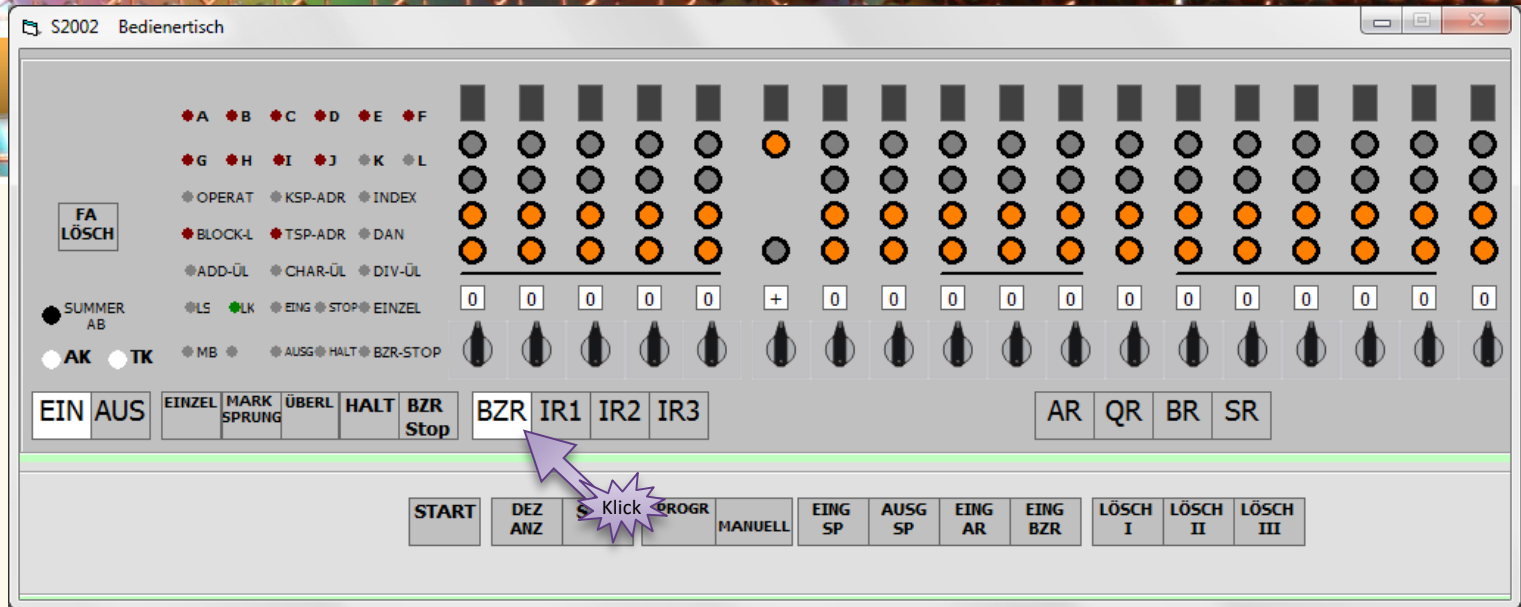 S2002 Bedienertisch
A B C D E F
G H I J K L
OPERAT KSP-ADR INDEX
FA
LÖSCH
BLOCK-L TSP-ADR DAN
ADD-ÜL CHAR-ÜL DIV-ÜL
0 0 0 0 0 + 0 0 0 0 0 0 0 0 0 0 0 0
SUMMER
AB
LS LK EING STOP EINZEL
AK TK
MB AUSG HALT BZR-STOP
EIN AUS
EINZEL MARK
SPRUNG ÜBERL HALT BZR
Stop
BZR IR1 IR2 IR3
AR QR BR SR
Klick
START
DEZ
ANZ
PROGR
MANUELL
EING
SP
AUSG
SP
EING
AR
EING
BZR
LÖSCH
I
LÖSCH
II
LÖSCH
III